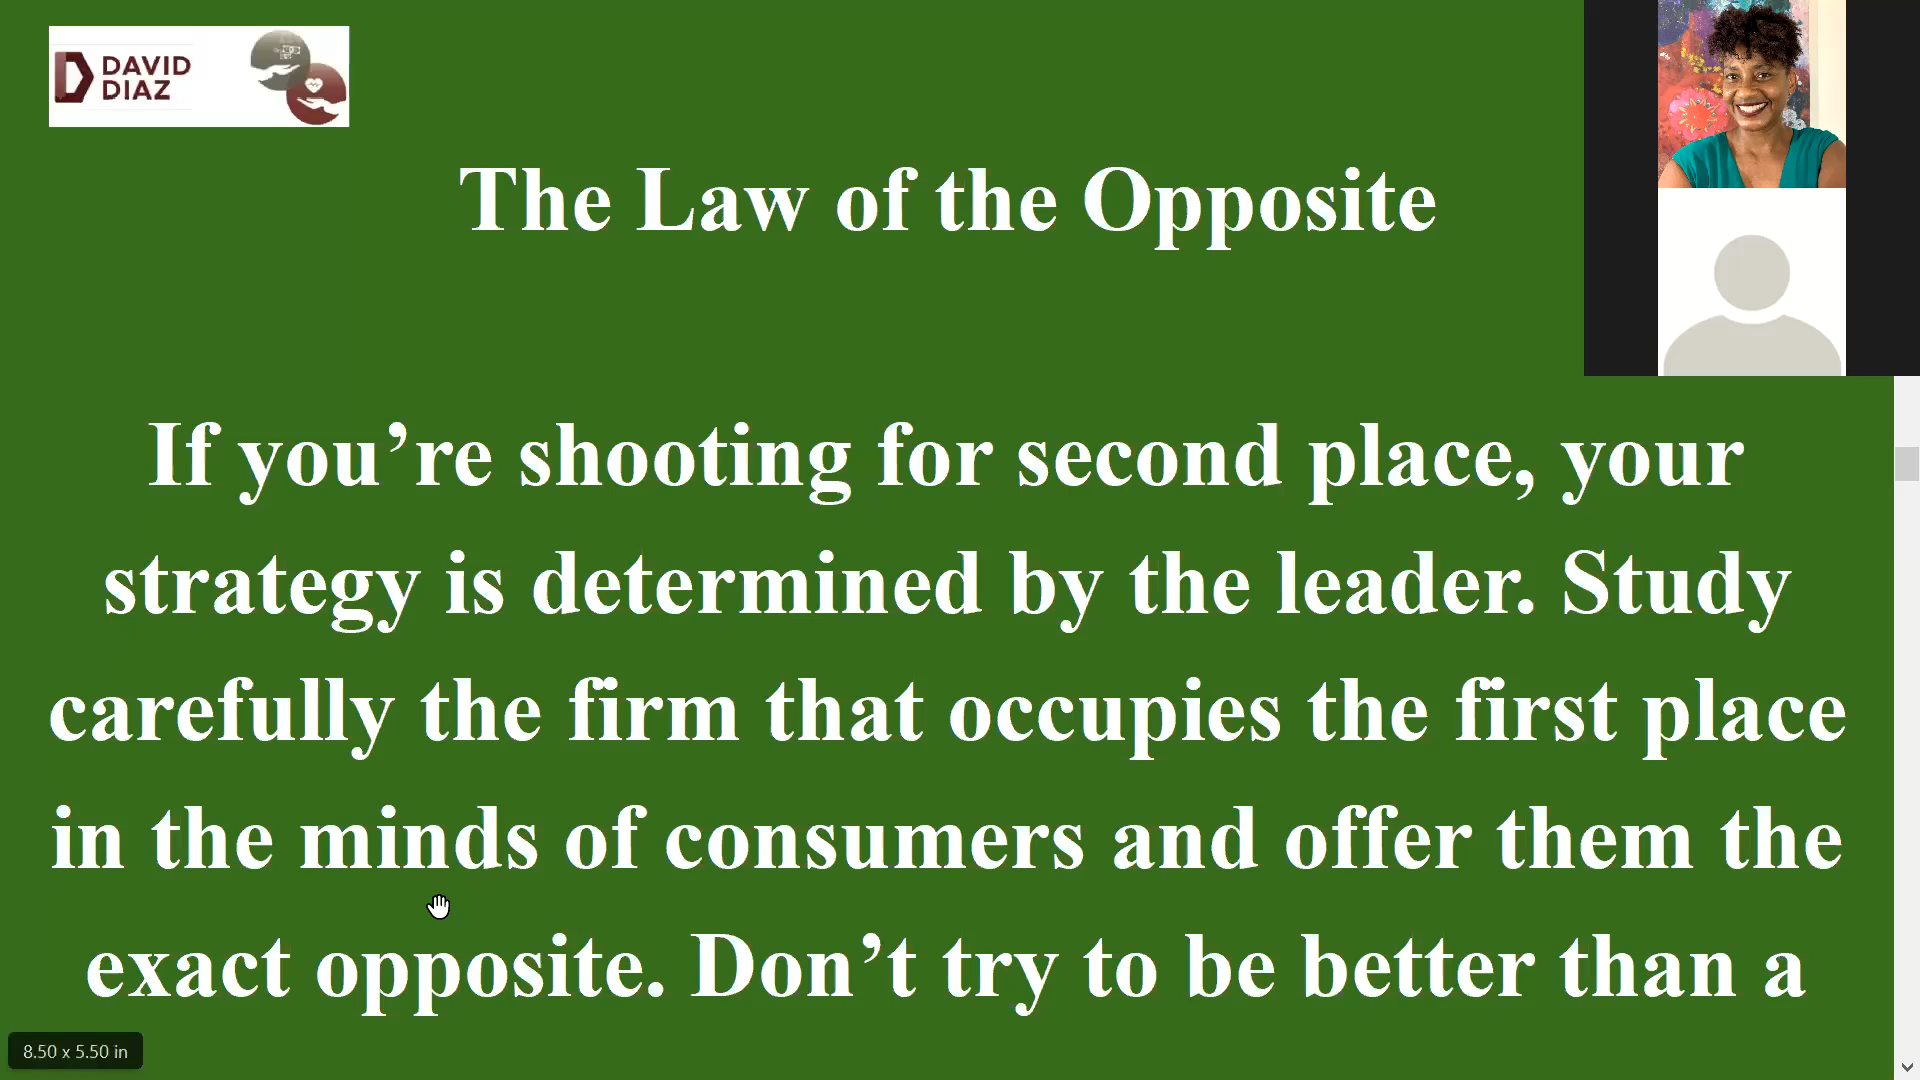 DAVID
DIAZ
The Law of the Opposite
If you’re shooting for second place, your
strategy is determined by the leader. Study
carefully the firm that occupies the first place
in the minds of consumers and offer them the
exact opposite. Don’t try to be better than a
8.50 x 5.50 in